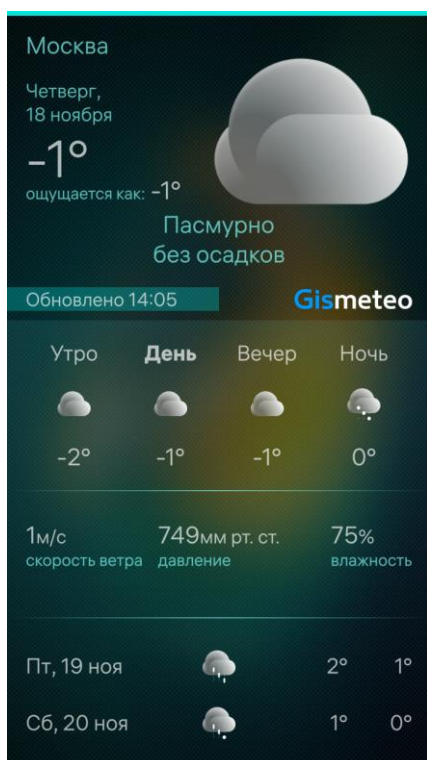 Москва
Четверг,
18 ноября
-1°
ощущается как: -1°
Пасмурно
без осадков
Обновлено 14:05
Gismeteo
Утро День Вечер Ночь
-2° -1° -1° 0°
1м/с 749мм рт. ст. 75%
скорость ветра давление влажность
Пт, 19 ноя 2° 1°
Сб, 20 ноя 1° 0°